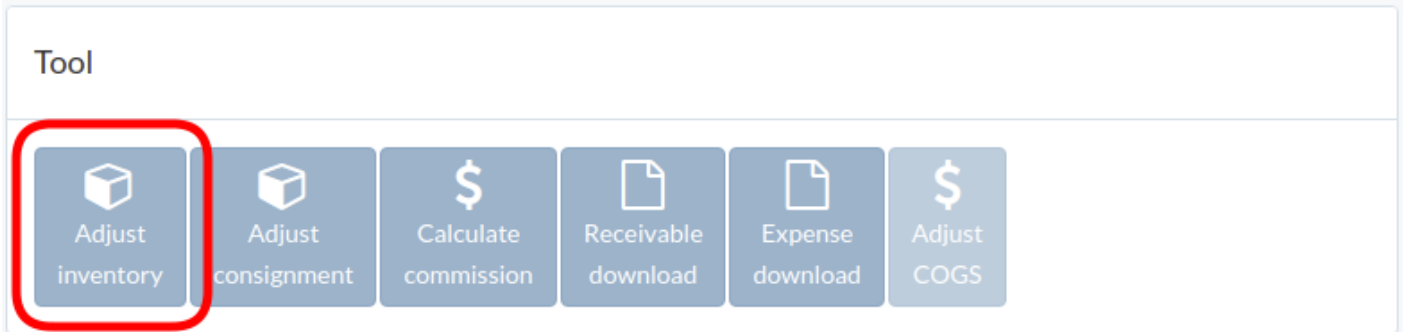 Tool
Adjust
inventory
Adjust
consignment
$
Calculate
commission
Receivable
download
Expense
download
$
Adjust
COGS